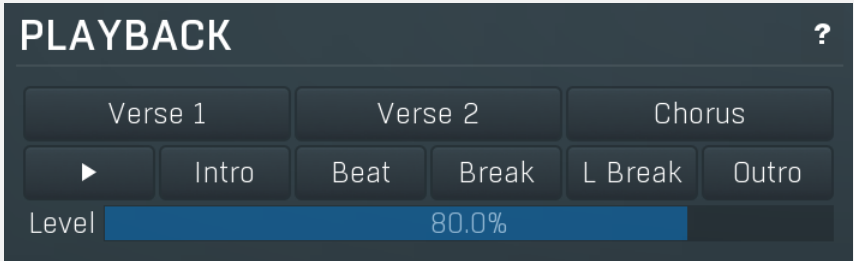 PLAYBACK ?
Verse 1 Verse 2 Chorus
Intro Beat Break L Break Outro
Level 80.0%